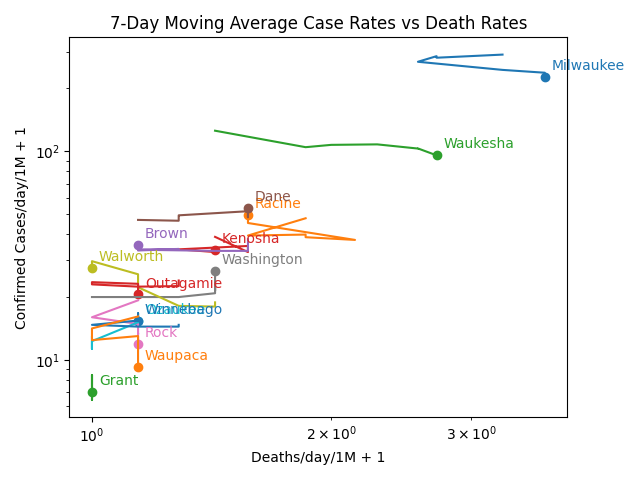 7-Day Moving Average Case Rates vs Death Rates
Confirmed Cases/day/1M + 1
10²
10¹
Milwaukee
Waukesha
Dane
Racine
Brown
Kenosha
Walworth
Washington
Outagamie
Winnebago
Rock
Waupaca
Grant
10⁰
2 × 10⁰
3 × 10⁰
Deaths/day/1M + 1